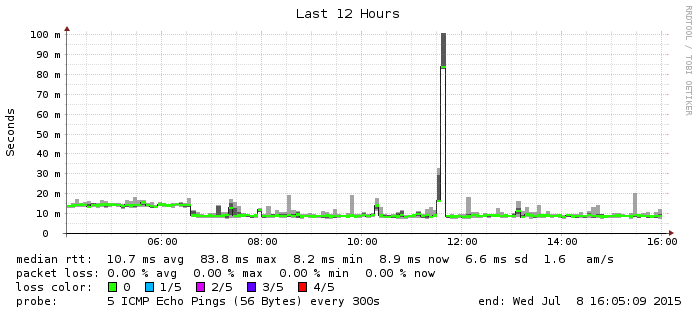 Last 12 Hours
RRDTOOL / TOBI OETIKER
Seconds
100 m
90 m
80 m
70 m
60 m
50 m
40 m
30 m
20 m
10 m
0
06:00 08:00 10:00 12:00 14:00 16:00
median rtt: 10.7 ms avg 83.8 ms max 8.2 ms min 8.9 ms now 6.6 ms sd 1.6 am/s
packet loss: 0.00 % avg 0.00 % max 0.00 % min 0.00 % now
loss color: 0 1/5 2/5 3/5 4/5
probe: 5 ICMP Echo Pings (56 Bytes) every 300s end: Wed Jul 8 16:05:09 2015